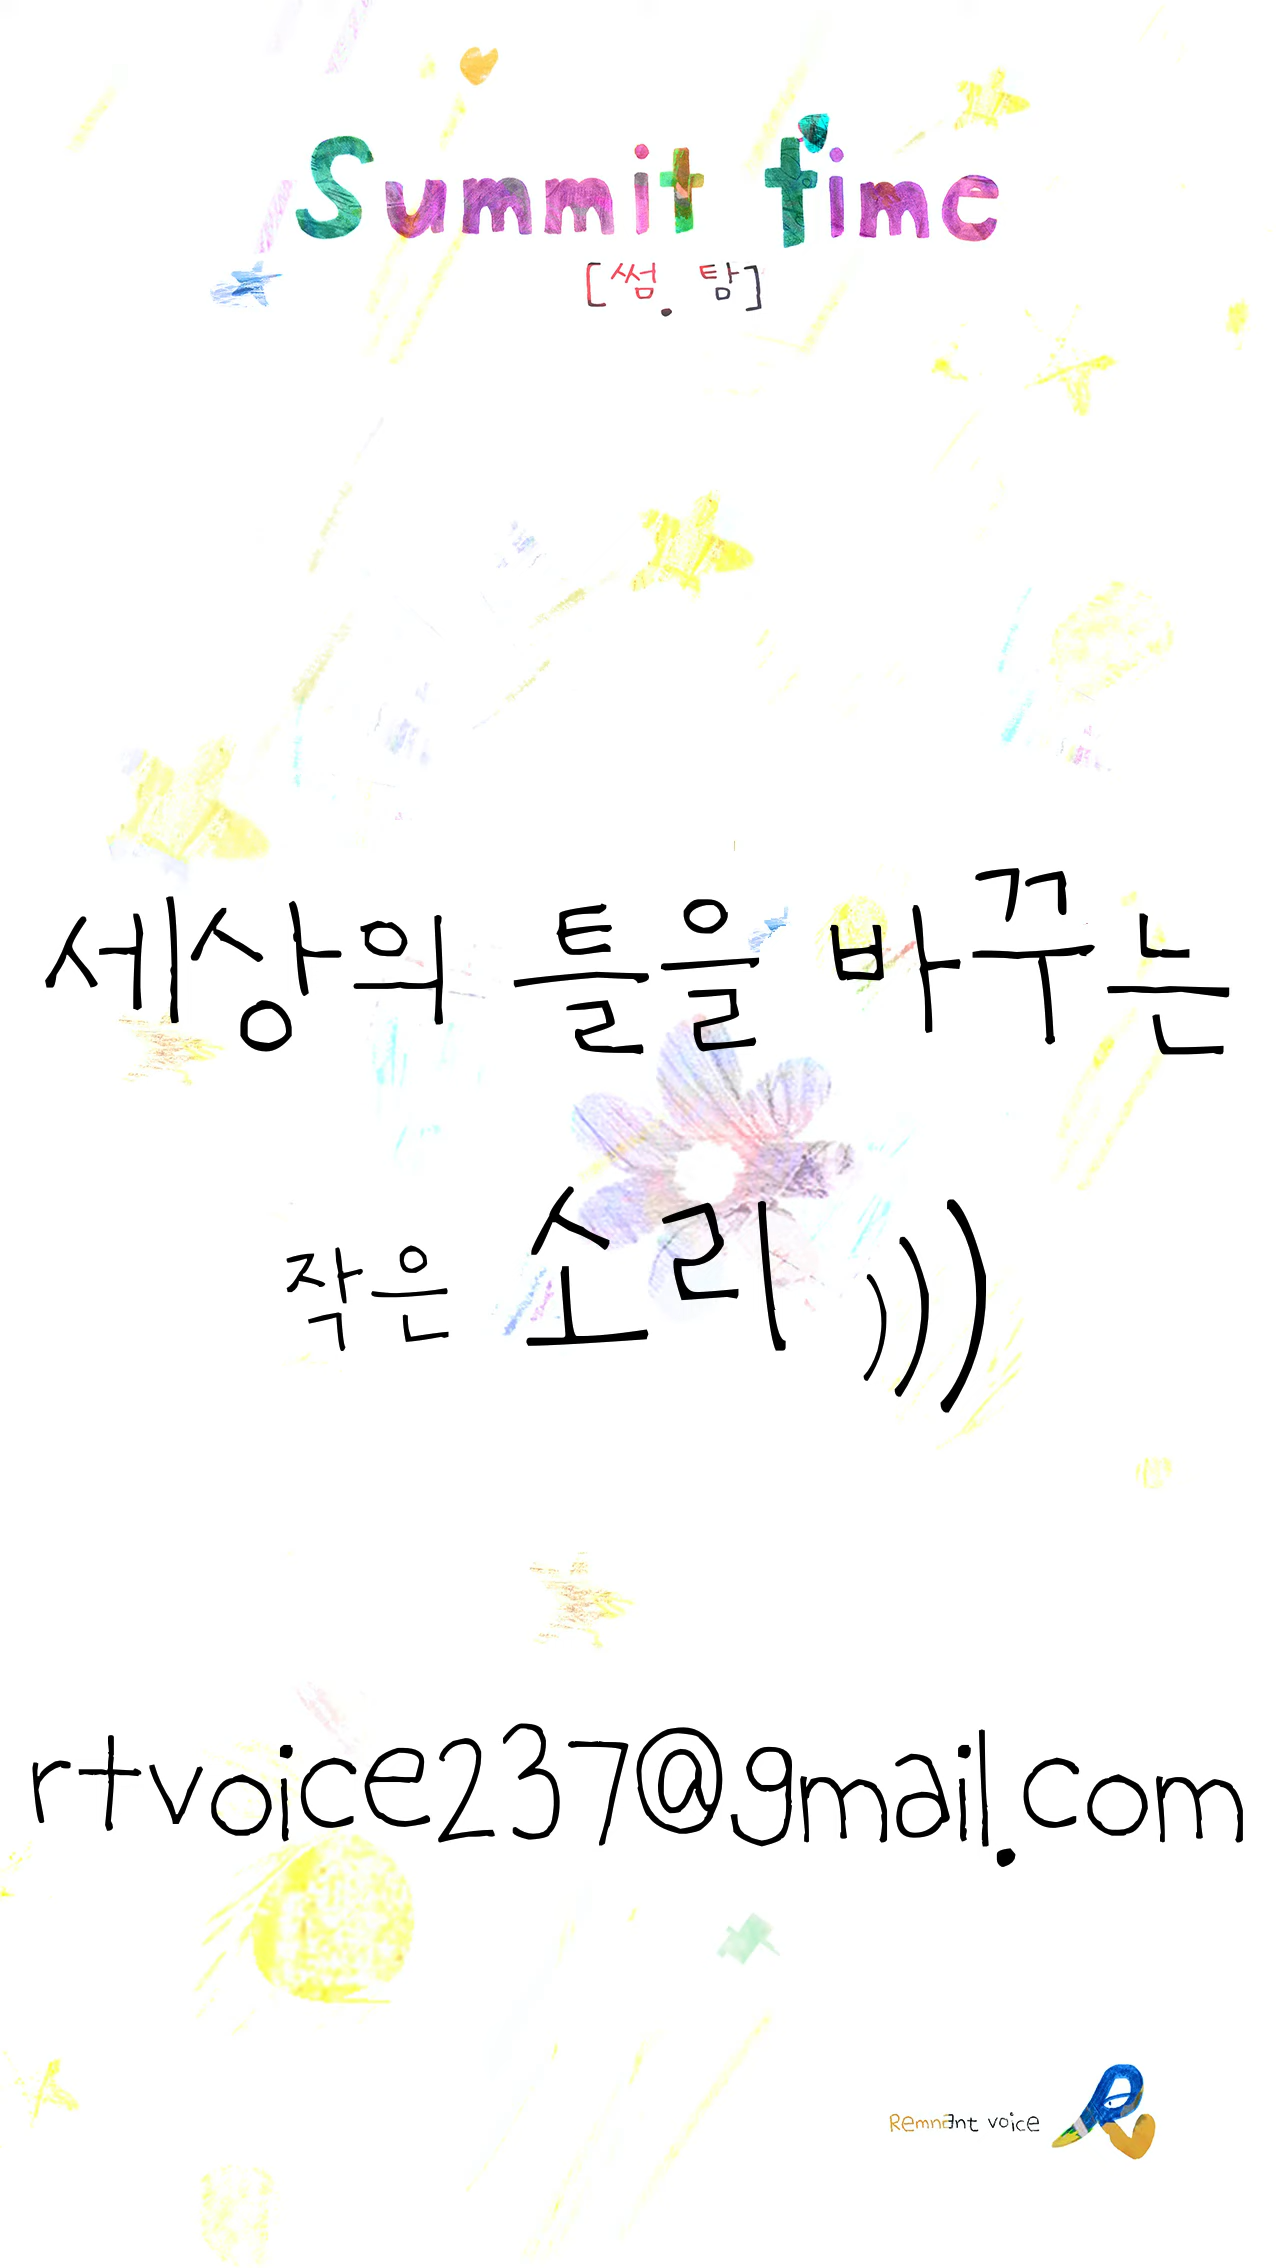 Summit time
[썸. 탐]
세상의 틀을 바꾸는
작은 소리 )))
rtvoice237@gmail.com
Remnant voice